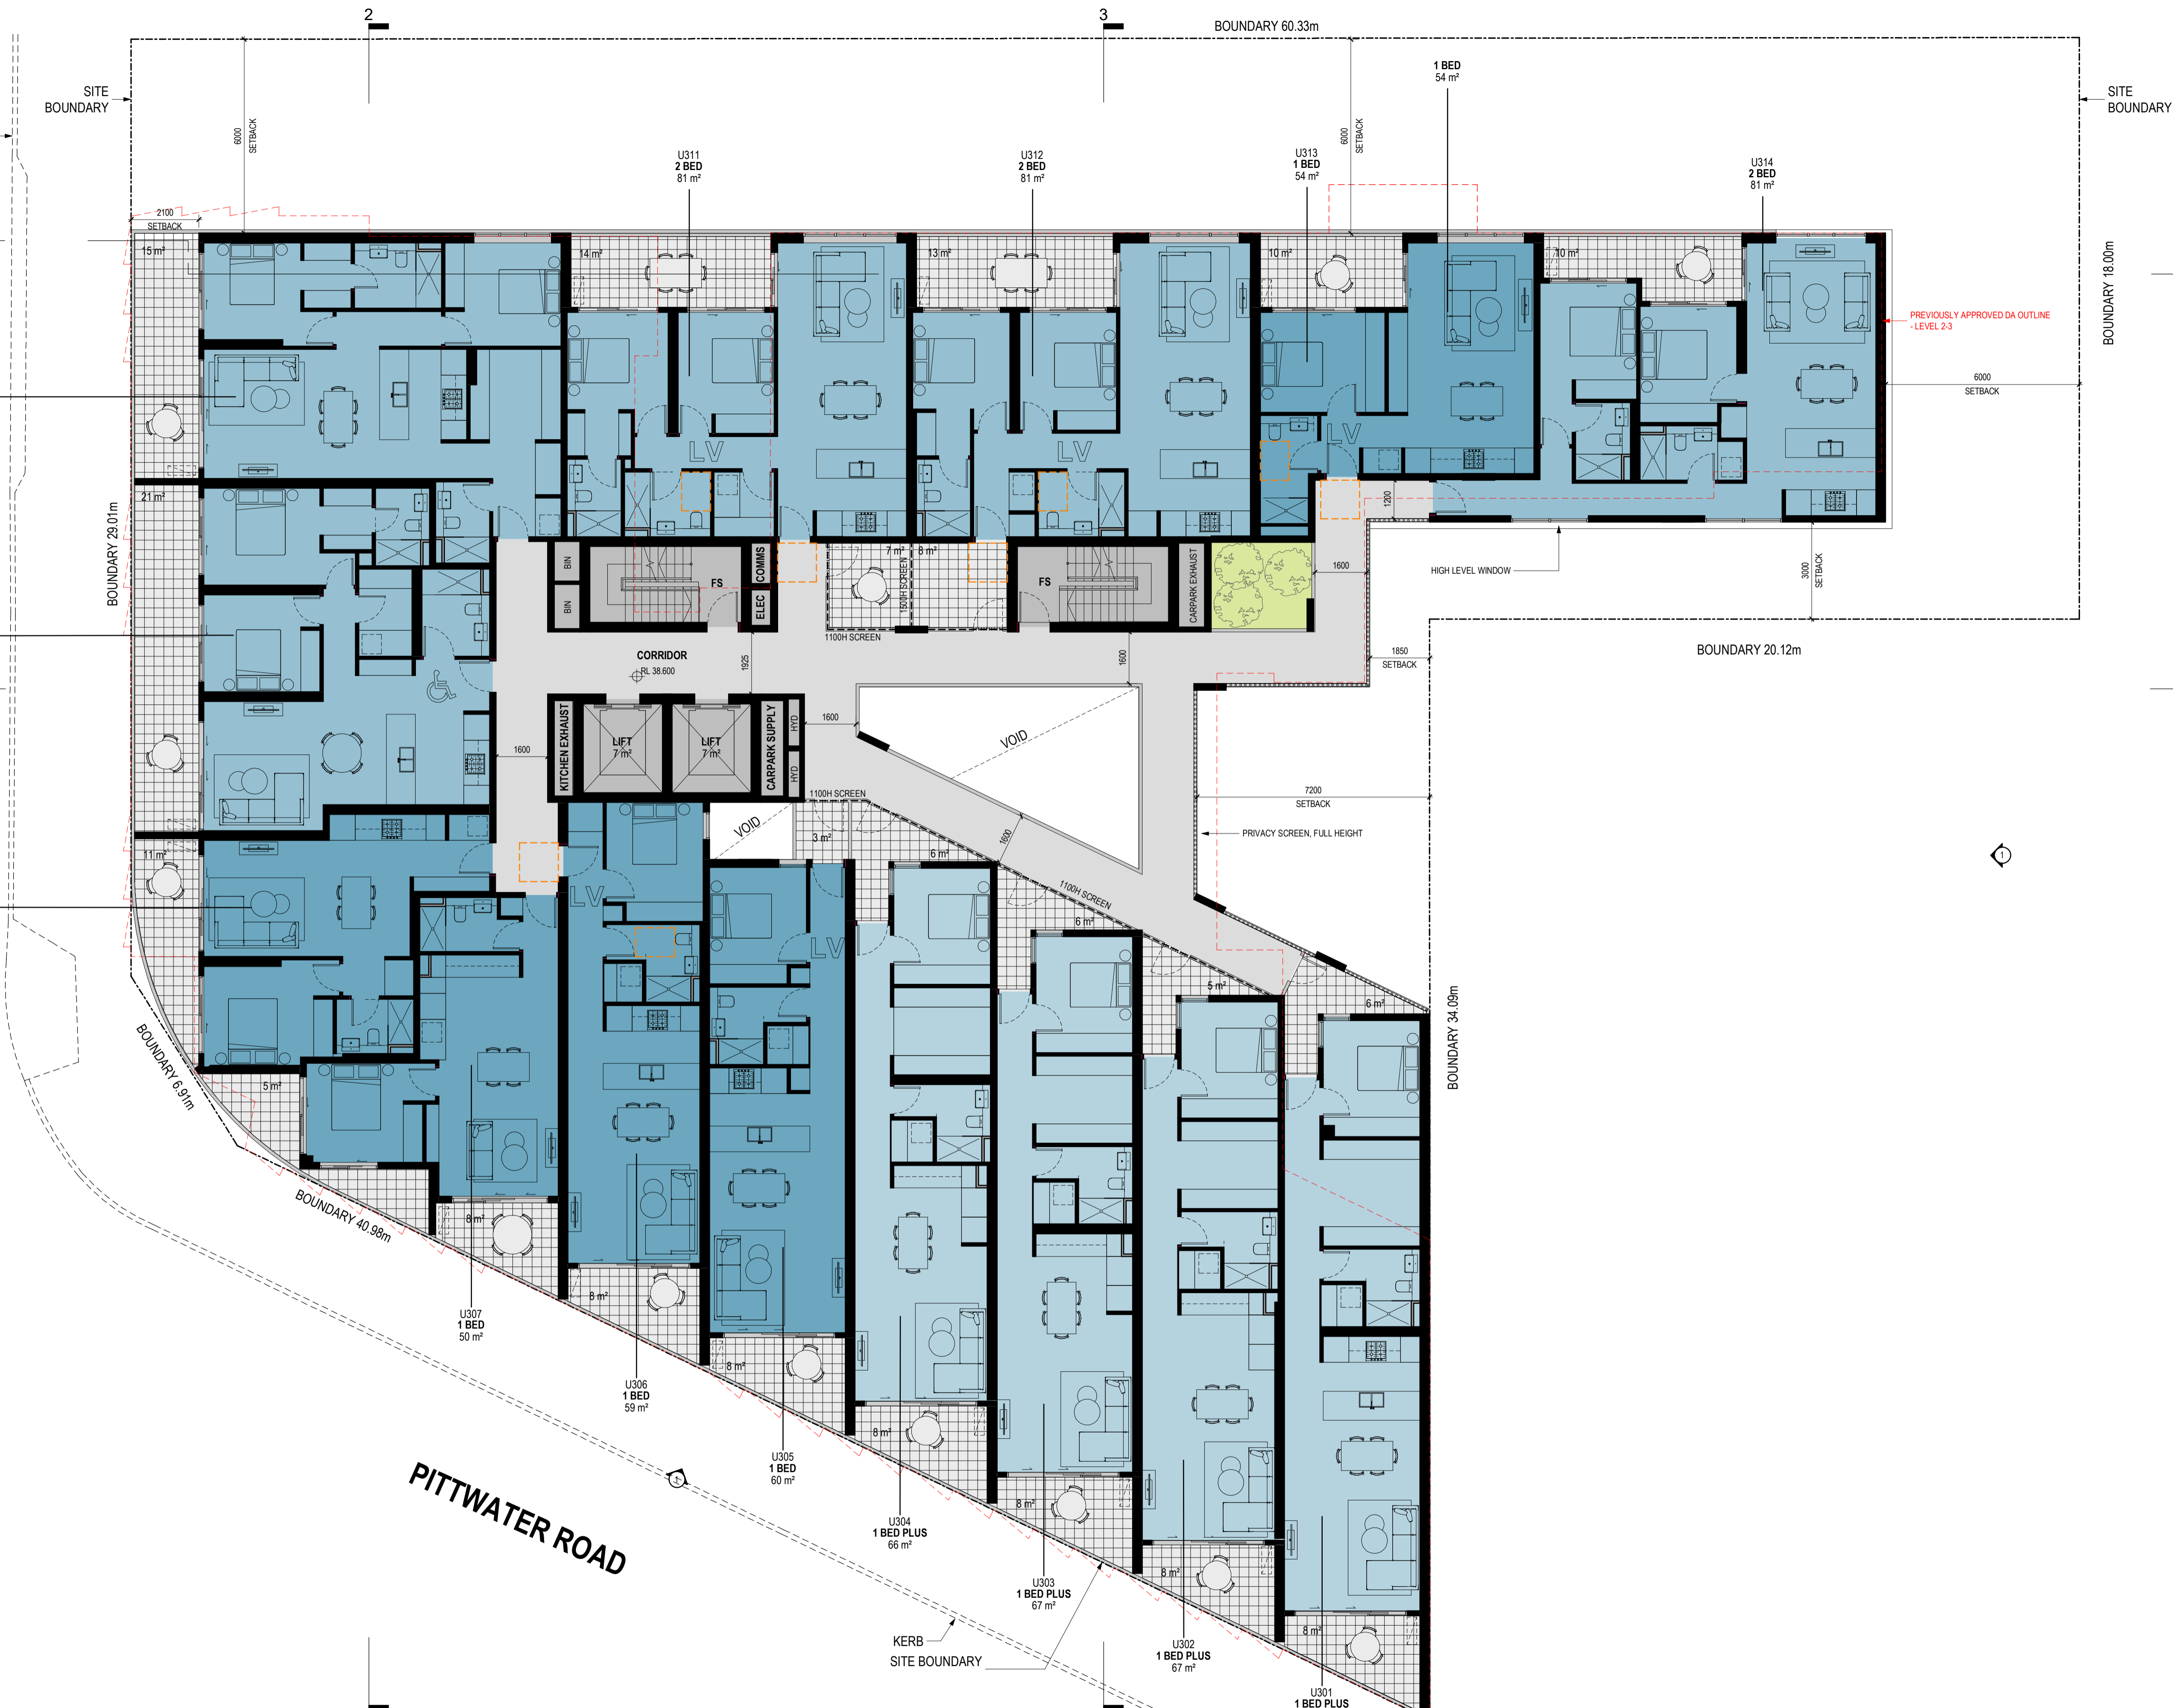 2
3
BOUNDARY 60.33m
SITE
BOUNDARY
SITE
BOUNDARY
6000
SETBACK
6000
SETBACK
1 BED
54 m²
U311
2 BED
81 m²
U312
2 BED
81 m²
U313
1 BED
54 m²
U314
2 BED
81 m²
2100
SETBACK
15 m²
14 m²
13 m²
10 m²
10 m²
BOUNDARY 18.00m
PREVIOUSLY APPROVED DA OUTLINE
- LEVEL 2-3
6000
SETBACK
LV
LV
LV
21 m²
BOUNDARY 29.01m
1200
BIN
BIN
FS
COMMS
ELEC
7 m²
8 m²
1500H SCREEN
1100H SCREEN
FS
CARPARK EXHAUST
1600
HIGH LEVEL WINDOW
3000
SETBACK
CORRIDOR
RL 38.600
1925
1600
1850
SETBACK
BOUNDARY 20.12m
KITCHEN EXHAUST
LIFT
7 m²
LIFT
7 m²
CARPARK SUPPLY
HYD
HYD
1600
1600
VOID
1100H SCREEN
7200
SETBACK
PRIVACY SCREEN, FULL HEIGHT
VOID
3 m²
1600
6 m²
11 m²
1
1100H SCREEN
LV
LV
6 m²
5 m²
6 m²
BOUNDARY 34.09m
BOUNDARY 6.91m
5 m²
BOUNDARY 40.98m
8 m²
8 m²
8 m²
8 m²
8 m²
8 m²
8 m²
U307
1 BED
50 m²
U306
1 BED
59 m²
U305
1 BED
60 m²
U304
1 BED PLUS
66 m²
U303
1 BED PLUS
67 m²
U302
1 BED PLUS
67 m²
U301
1 BED PLUS
PITTWATER ROAD
1
KERB
SITE BOUNDARY